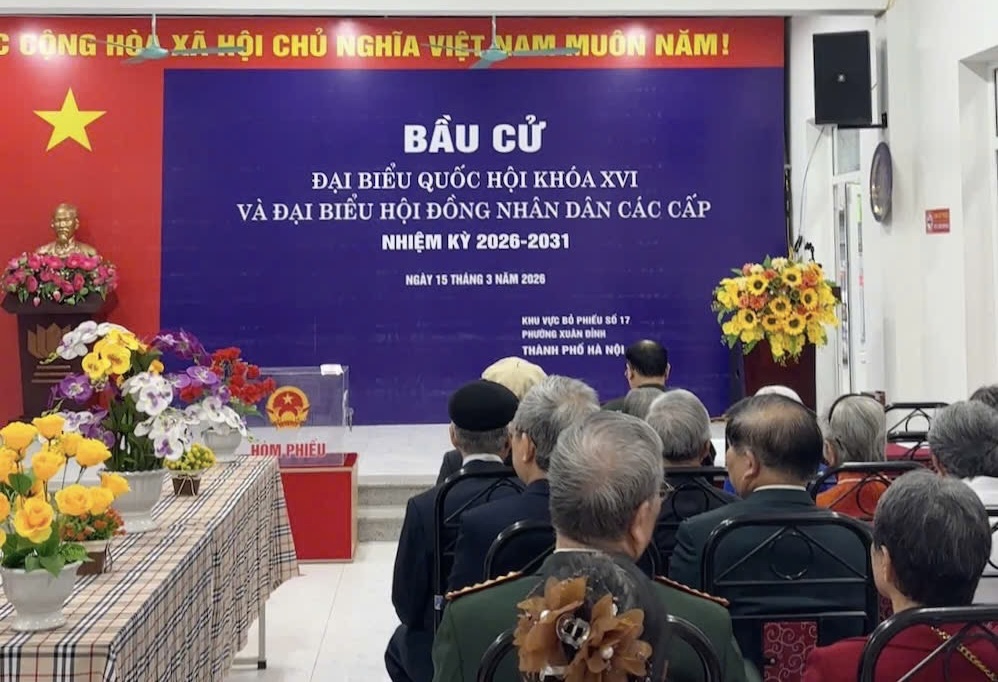 C CỘNG HÒA XÃ HỘI CHỦ NGHĨA VIỆT NAM MUÔN NĂM!
BẦU CỬ
ĐẠI BIỂU QUỐC HỘI KHÓA XVI
VÀ ĐẠI BIỂU HỘI ĐỒNG NHÂN DÂN CÁC CẤP
NHIỆM KỲ 2026-2031
NGÀY 15 THÁNG 3 NĂM 2026
KHU VỰC BỎ PHIẾU SỐ 17
PHƯỜNG XUÂN ĐỈNH
THÀNH PHỐ HÀ NỘI
HÒM PHIẾU